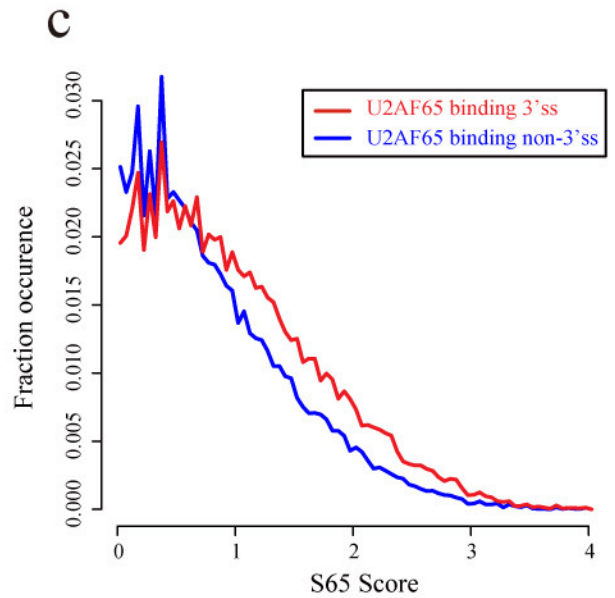 c
U2AF65 binding 3'ss
U2AF65 binding non-3'ss
Fraction occurence
0.030
0.025
0.020
0.015
0.010
0.005
0.000
0 1 2 3 4
S65 Score